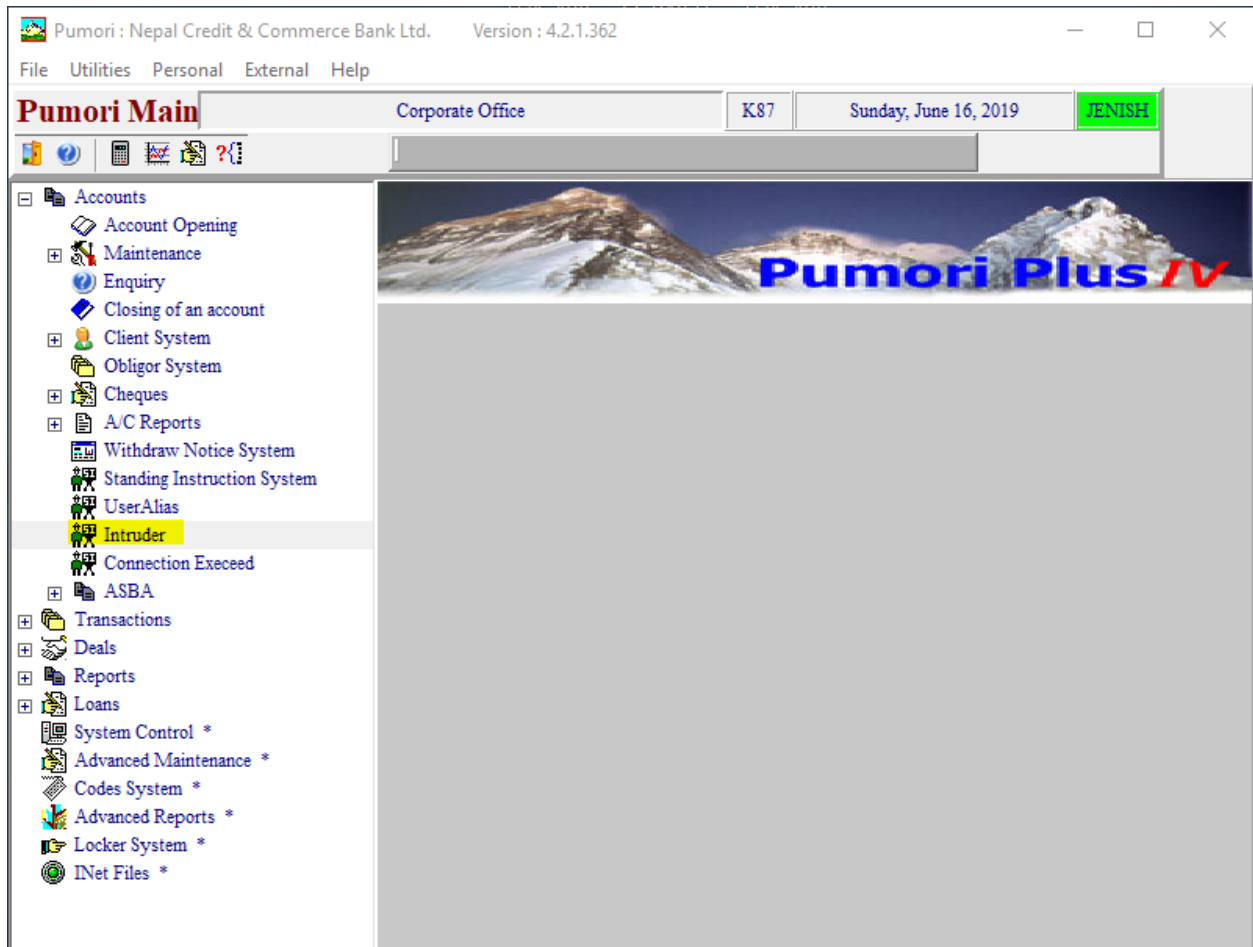 Pumori : Nepal Credit & Commerce Bank Ltd. Version : 4.2.1.362
File Utilities Personal External Help
Pumori Main Corporate Office K87 Sunday, June 16, 2019 JENISH
Accounts
Account Opening
Maintenance
Enquiry
Closing of an account
Client System
Obligor System
Cheques
A/C Reports
Withdraw Notice System
Standing Instruction System
UserAlias
Intruder
Connection Execeed
ASBA
Transactions
Deals
Reports
Loans
System Control *
Advanced Maintenance *
Codes System *
Advanced Reports *
Locker System *
INet Files *
Pumori Plus IV